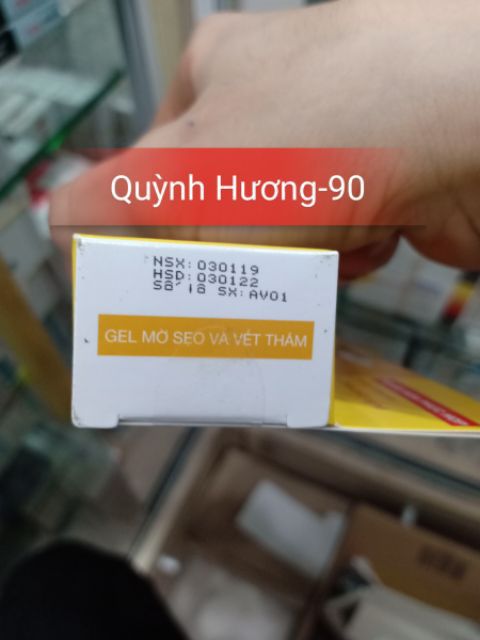 Quỳnh Hương-90
NSX: 030119
HSD: 030122
Số lô SX: AV01
GEL MỜ SẸO VÀ VẾT THÂM